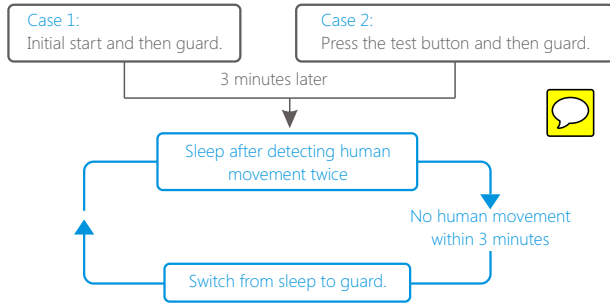 Case 1:
Initial start and then guard.
Case 2:
Press the test button and then guard.
3 minutes later
Sleep after detecting human
movement twice
No human movement
within 3 minutes
Switch from sleep to guard.